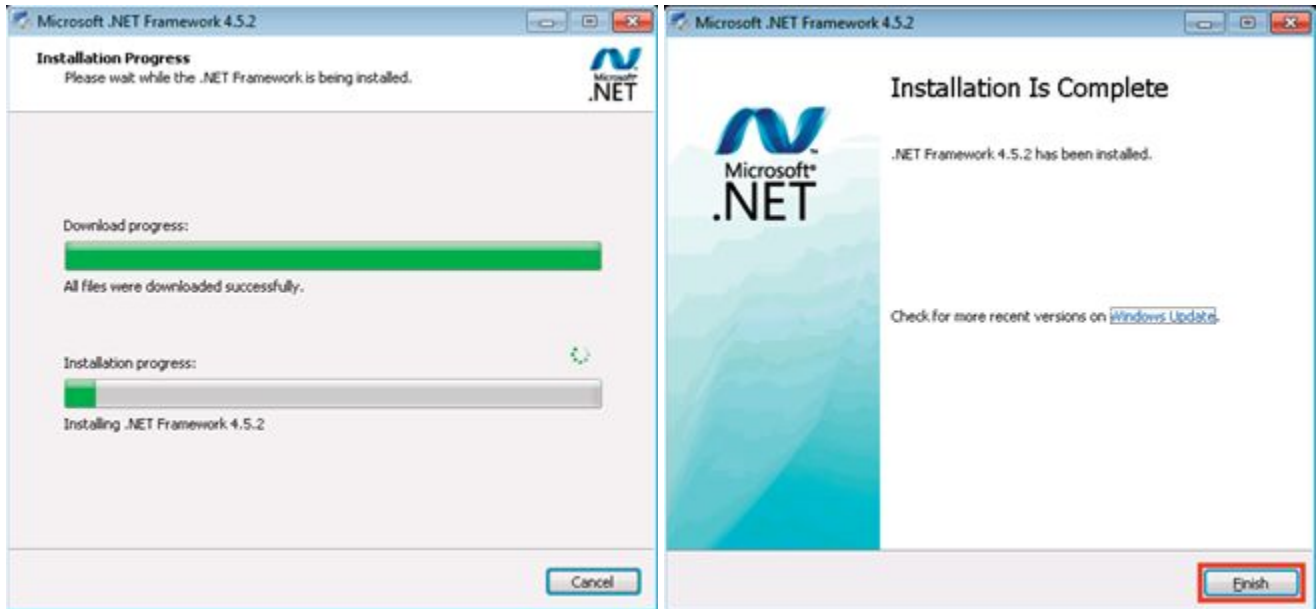 Microsoft .NET Framework 4.5.2
Installation Progress
Please wait while the .NET Framework is being installed.
Microsoft
.NET
Download progress:
All files were downloaded successfully.
Installation progress:
Installing .NET Framework 4.5.2
Cancel
Microsoft .NET Framework 4.5.2
Installation Is Complete
Microsoft®
.NET
.NET Framework 4.5.2 has been installed.
Check for more recent versions on Windows Update.
Finish